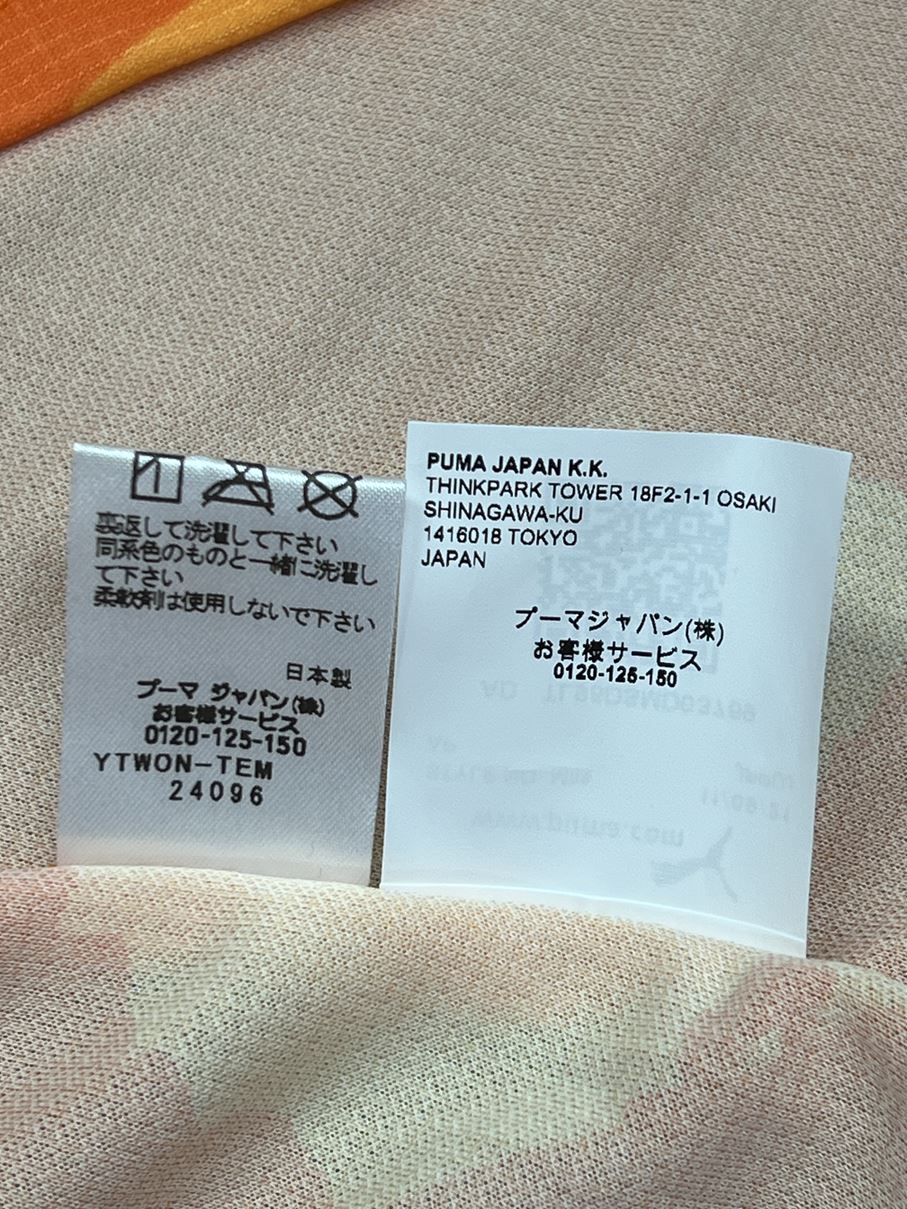 裏返して洗濯して下さい
同系色のものと一緒に洗濯し
て下さい
柔軟剤は使用しないで下さい
日本製
プーマ ジャパン(株)
お客様サービス
0120-125-150
YTWON-TEM
24096
PUMA JAPAN K.K.
THINKPARK TOWER 18F2-1-1 OSAKI
SHINAGAWA-KU
1416018 TOKYO
JAPAN
プーマジャパン(株)
お客様サービス
0120-125-150
www.puma.com